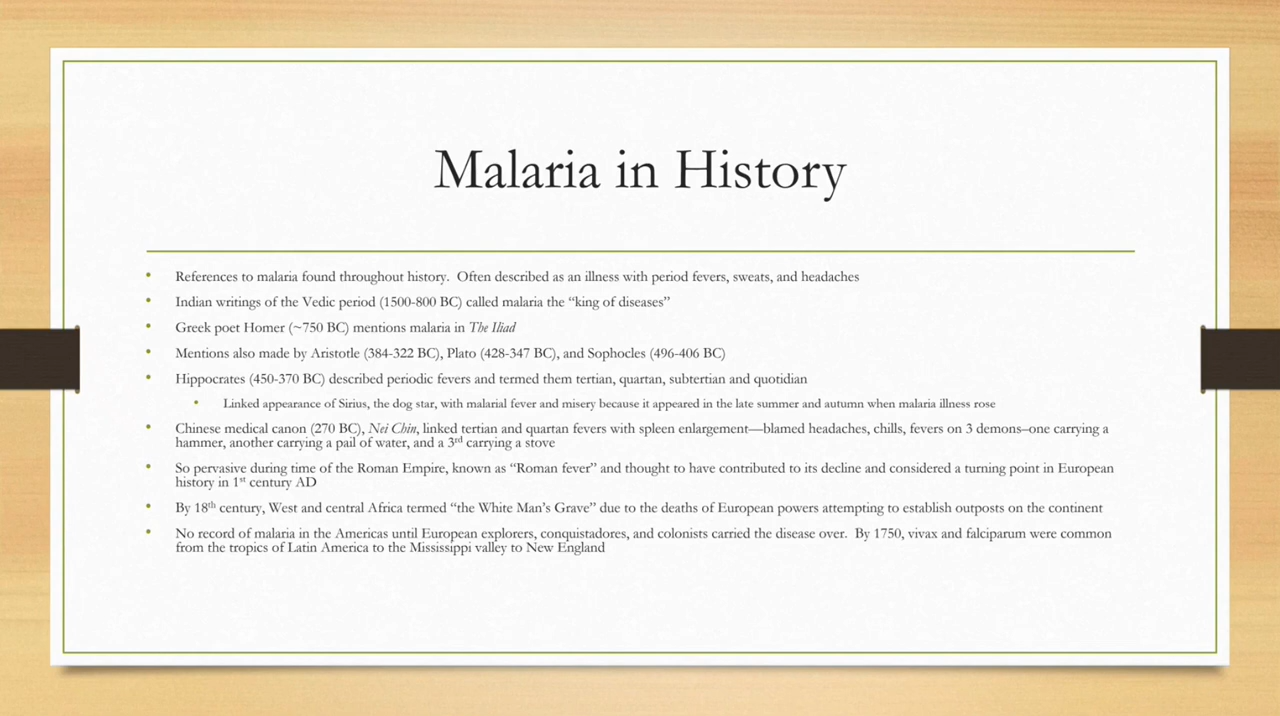 Malaria in History
• References to malaria found throughout history.  Often described as an illness with period fevers, sweats, and headaches
• Indian writings of the Vedic period (1500-800 BC) called malaria the “king of diseases”
• Greek poet Homer (~750 BC) mentions malaria in The Iliad
• Mentions also made by Aristotle (384-322 BC), Plato (428-347 BC), and Sophocles (496-406 BC)
• Hippocrates (450-370 BC) described periodic fevers and termed them tertian, quartan, subtertian and quotidian
• Linked appearance of Sirius, the dog star, with malarial fever and misery because it appeared in the late summer and autumn when malaria illness rose
• Chinese medical canon (270 BC), Nei Chin, linked tertian and quartan fevers with spleen enlargement—blamed headaches, chills, fevers on 3 demons–one carrying a
hammer, another carrying a pail of water, and a 3rd carrying a stove
• So pervasive during time of the Roman Empire, known as “Roman fever” and thought to have contributed to its decline and considered a turning point in European
history in 1st century AD
• By 18th century, West and central Africa termed “the White Man’s Grave” due to the deaths of European powers attempting to establish outposts on the continent
• No record of malaria in the Americas until European explorers, conquistadores, and colonists carried the disease over.  By 1750, vivax and falciparum were common
from the tropics of Latin America to the Mississippi valley to New England